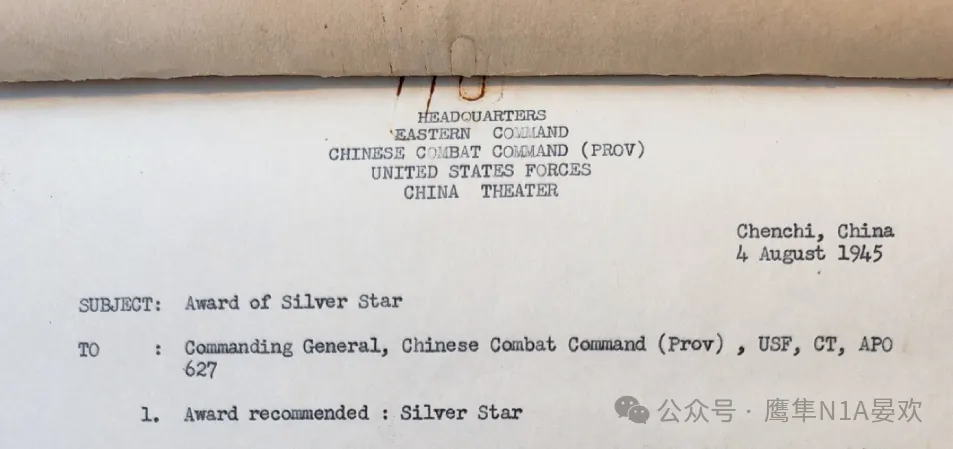 HEADQUARTERS
EASTERN COMMAND
CHINESE COMBAT COMMAND (PROV)
UNITED STATES FORCES
CHINA THEATER
Chenchi, China
4 August 1945
SUBJECT: Award of Silver Star
TO : Commanding General, Chinese Combat Command (Prov) , USF, CT, APO
627
1. Award recommended : Silver Star
公众号 · 鹰隼N1A晏欢